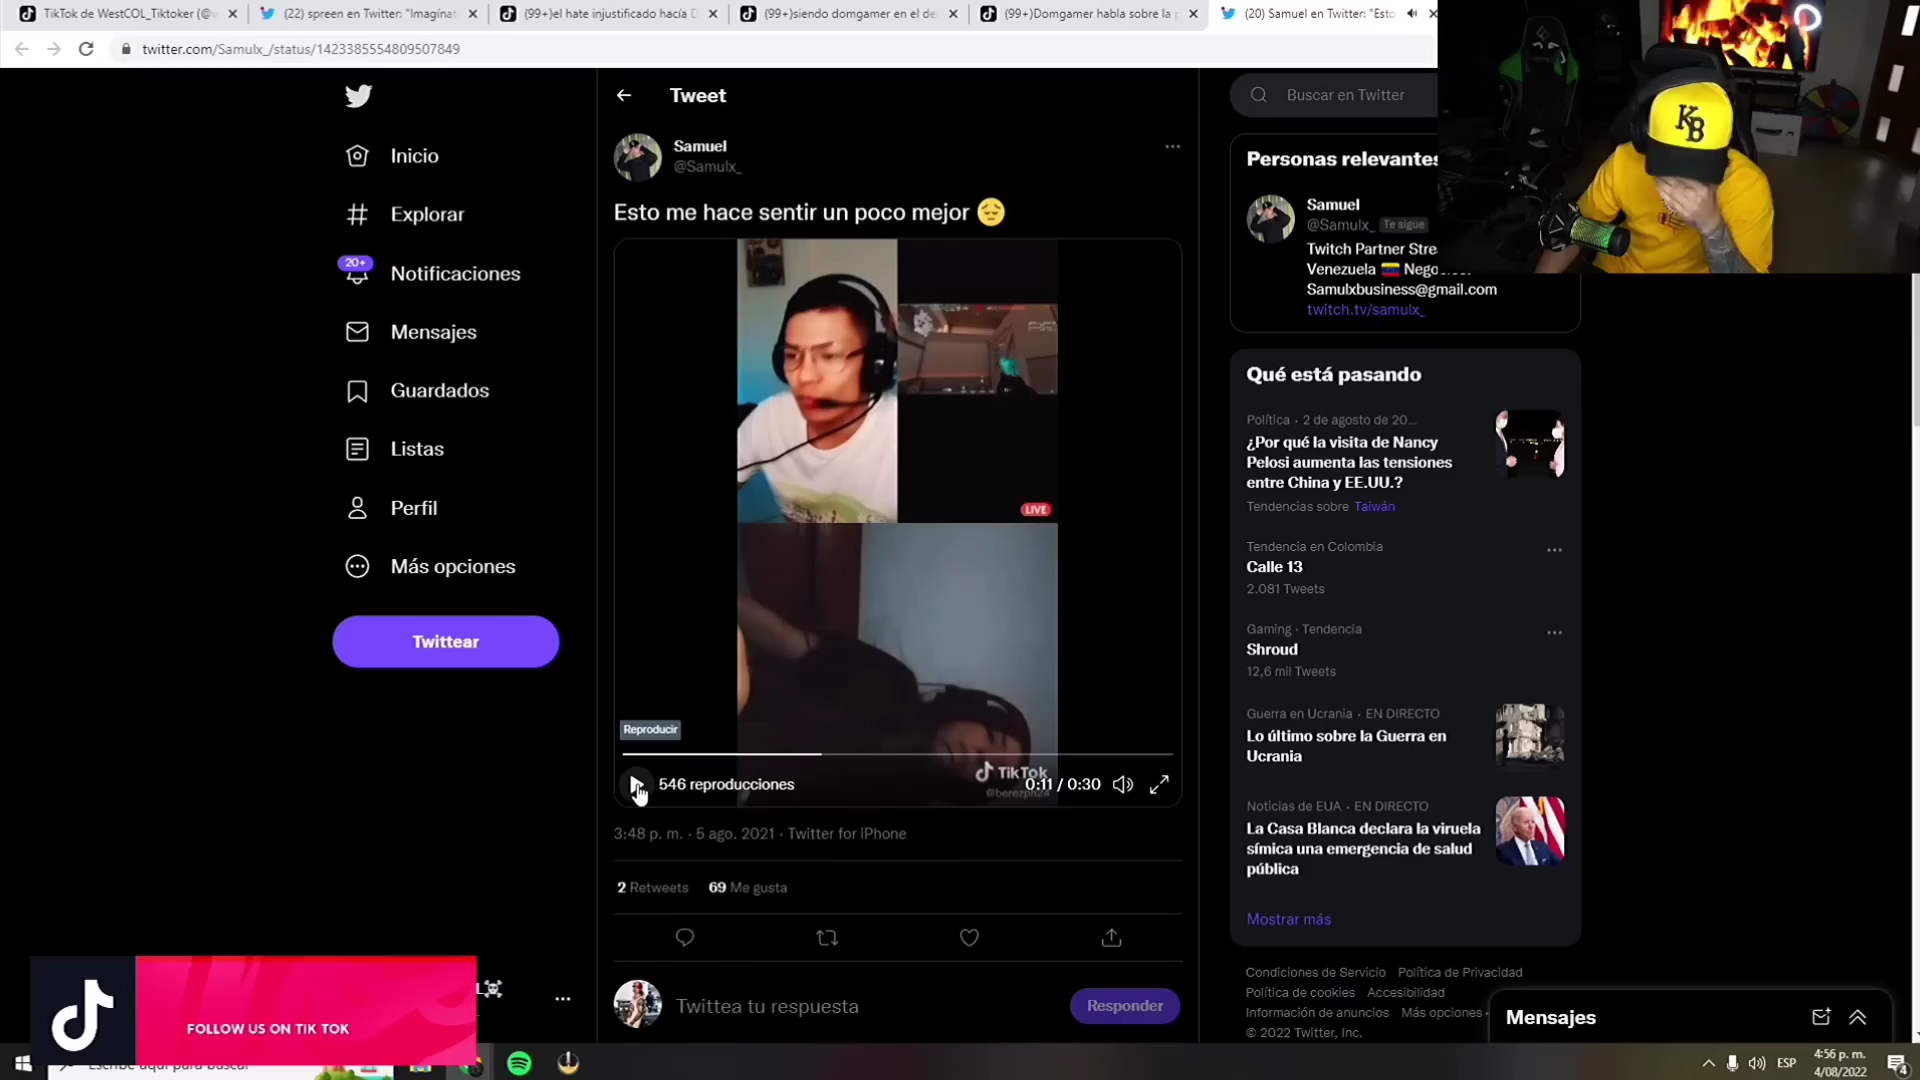 TikTok de WestCOL_Tiktoker (@w
(22) spreen en Twitter: "Imagínat
(99+)el hate injustificado hacía D
(99+)siendo domgamer en el de
(99+)Domgamer habla sobre la p
(20) Samuel en Twitter: "Esto
twitter.com/Samulx_/status/1423385554809507849
Tweet
Buscar en Twitter
Inicio
Explorar
20+
Notificaciones
Mensajes
Guardados
Listas
Perfil
Más opciones
Twittear
Samuel
@Samulx_
Esto me hace sentir un poco mejor 😔
LIVE
Reproducir
546 reproducciones
TikTok
0:11 / 0:30
3:48 p. m. · 5 ago. 2021 · Twitter for iPhone
2 Retweets 69 Me gusta
Twittea tu respuesta
Responder
Personas relevantes
Samuel
@Samulx_ Te sigue
Twitch Partner Stre
Venezuela 🇻🇪
Samulxbusiness@gmail.com
twitch.tv/samulx_
KB
Qué está pasando
Política · 2 de agosto de 20...
¿Por qué la visita de Nancy
Pelosi aumenta las tensiones
entre China y EE.UU.?
Tendencias sobre Taiwán
Tendencia en Colombia
Calle 13
2.081 Tweets
Gaming · Tendencia
Shroud
12,6 mil Tweets
Guerra en Ucrania · EN DIRECTO
Lo último sobre la Guerra en
Ucrania
Noticias de EUA · EN DIRECTO
La Casa Blanca declara la viruela
símica una emergencia de salud
pública
Mostrar más
Condiciones de Servicio Política de Privacidad
Política de cookies Accesibilidad
Información de anuncios Más opciones ·
© 2022 Twitter, Inc.
Mensajes
L☠
FOLLOW US ON TIK TOK
Escribe aquí para buscar
ESP
4:56 p. m.
4/08/2022
4